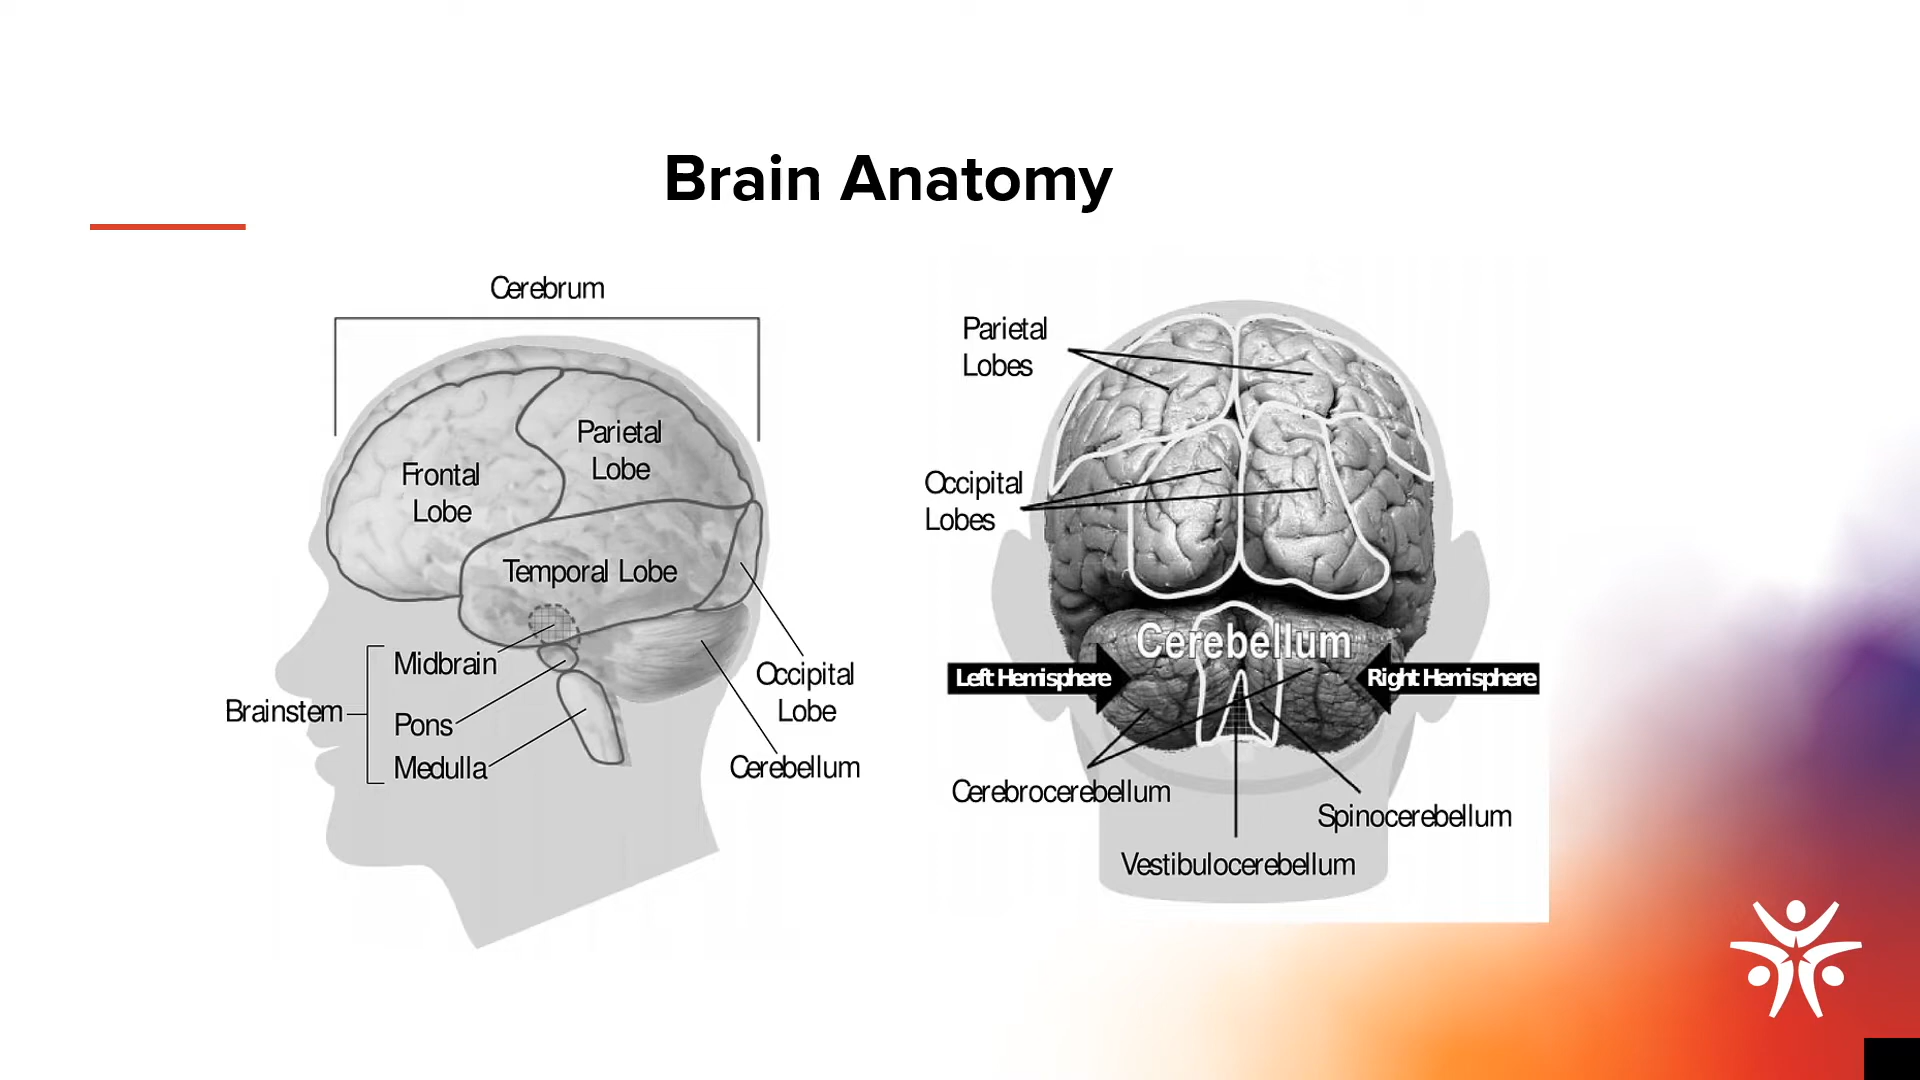 Brain Anatomy
Cerebrum
Parietal
Lobe
Frontal
Lobe
Temporal Lobe
Midbrain
Brainstem
Pons
Medulla
Occipital
Lobe
Cerebellum
Parietal
Lobes
Occipital
Lobes
Cerebellum
Left Hemisphere
Right Hemisphere
Cerebrocerebellum
Spinocerebellum
Vestibulocerebellum